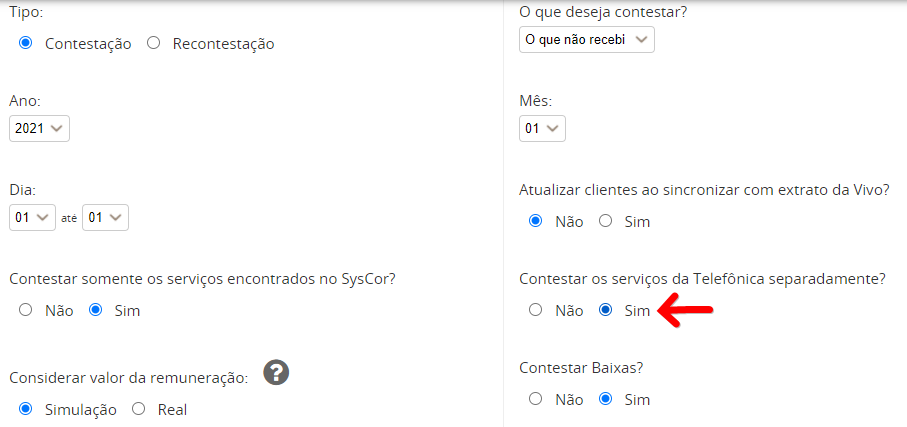 Tipo:
Contestação Recontestação
O que deseja contestar?
O que não recebi
Ano:
2021
Mês:
01
Dia:
01 até 01
Atualizar clientes ao sincronizar com extrato da Vivo?
Não Sim
Contestar somente os serviços encontrados no SysCor?
Não Sim
Contestar os serviços da Telefônica separadamente?
Não Sim
Considerar valor da remuneração: ?
Simulação Real
Contestar Baixas?
Não Sim